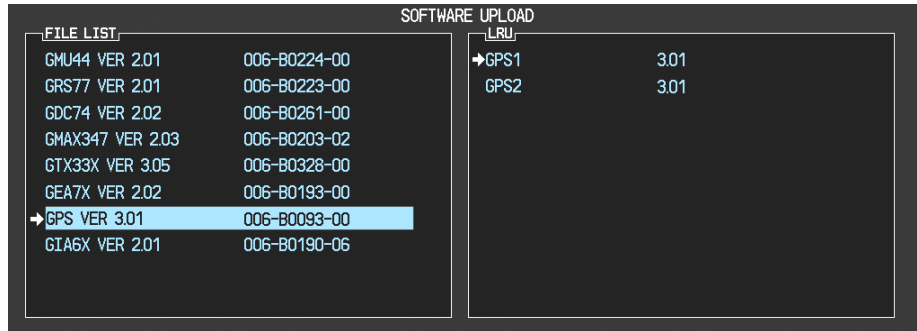 SOFTWARE UPLOAD
FILE LIST
GMU44 VER 2.01 006-B0224-00
GRS77 VER 2.01 006-B0223-00
GDC74 VER 2.02 006-B0261-00
GMAX347 VER 2.03 006-B0203-02
GTX33X VER 3.05 006-B0328-00
GEA7X VER 2.02 006-B0193-00
GPS VER 3.01 006-B0093-00
GIA6X VER 2.01 006-B0190-06
LRU
GPS1 3.01
GPS2 3.01